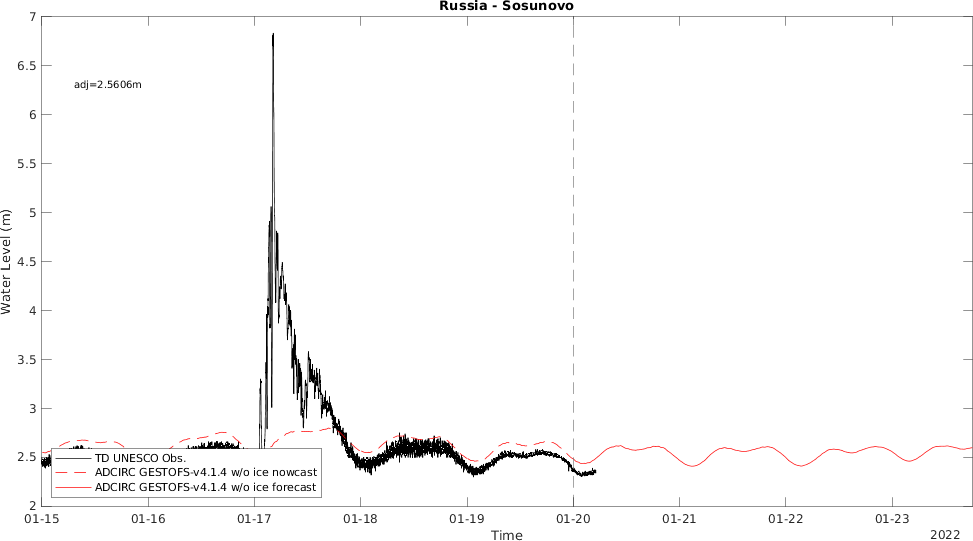 Russia - Sosunovo
7
6.5
6
5.5
5
4.5
4
3.5
3
2.5
2
Water Level (m)
adj=2.5606m
TD UNESCO Obs.
ADCIRC GESTOFS-v4.1.4 w/o ice nowcast
ADCIRC GESTOFS-v4.1.4 w/o ice forecast
01-15 01-16 01-17 01-18 01-19 01-20 01-21 01-22 01-23
Time
2022